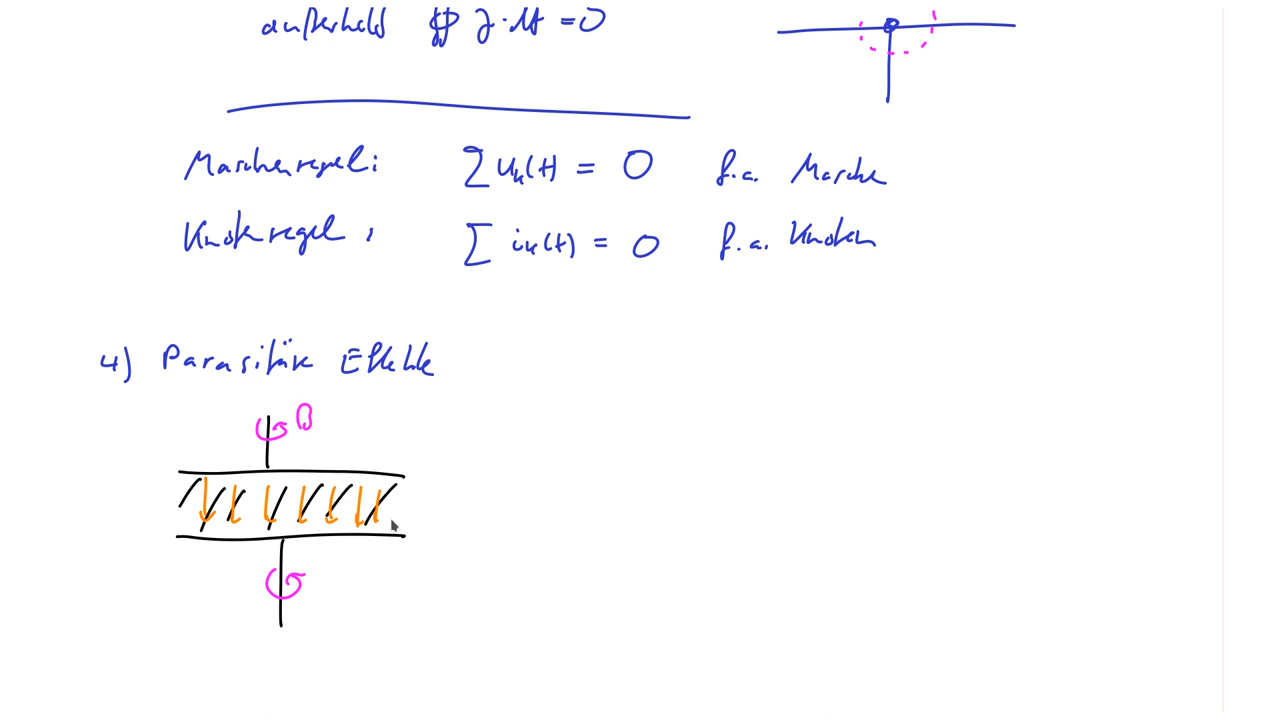 außerhalb ∯ J · dA = 0
Maschenregel: ∑ uₖ(t) = 0 f.a. Maschen
Knotenregel: ∑ iₖ(t) = 0 f.a. Knoten
4) Parasitäre Effekte
B